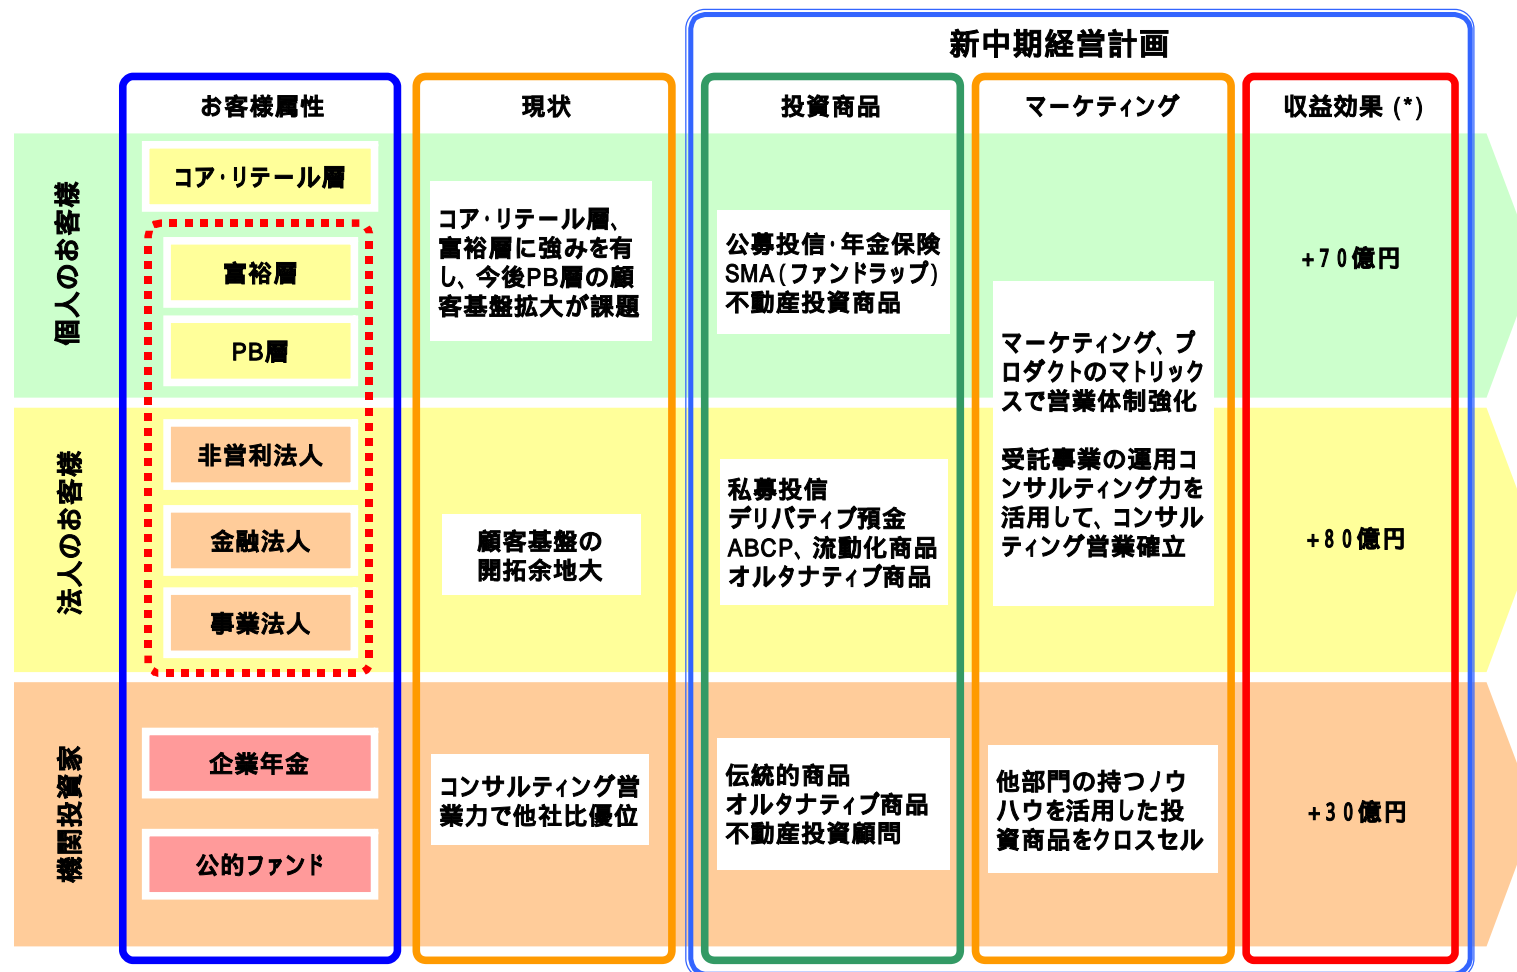 新中期経営計画
お客様属性
現状
投資商品
マーケティング
収益効果 (*)
個人のお客様
コア・リテール層
富裕層
PB層
コア・リテール層、
富裕層に強みを有
し、今後PB層の顧
客基盤拡大が課題
公募投信・年金保険
SMA(ファンドラップ)
不動産投資商品
マーケティング、プ
ロダクトのマトリック
スで営業体制強化
受託事業の運用コ
ンサルティング力を
活用して、コンサル
ティング営業確立
+70億円
法人のお客様
非営利法人
金融法人
事業法人
顧客基盤の
開拓余地大
私募投信
デリバティブ預金
ABCP、流動化商品
オルタナティブ商品
+80億円
機関投資家
企業年金
公的ファンド
コンサルティング営
業力で他社比優位
伝統的商品
オルタナティブ商品
不動産投資顧問
他部門の持つノウ
ハウを活用した投
資商品をクロスセル
+30億円